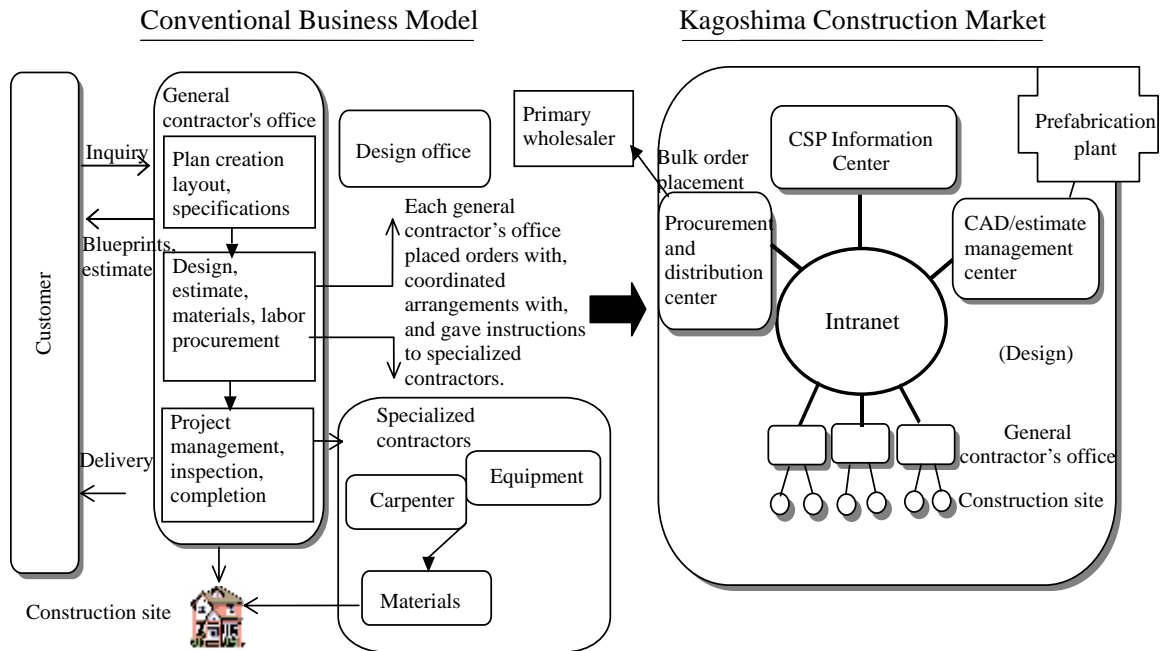 Conventional Business Model
Kagoshima Construction Market
Customer
Inquiry
Blueprints,
estimate
Delivery
General
contractor's office
Plan creation
layout,
specifications
Design,
estimate,
materials, labor
procurement
Project
management,
inspection,
completion
Construction site
Design office
Each general
contractor’s office
placed orders with,
coordinated
arrangements with,
and gave instructions
to specialized
contractors.
Specialized
contractors
Equipment
Carpenter
Materials
Primary
wholesaler
Bulk order
placement
Procurement
and
distribution
center
CSP Information
Center
Prefabrication
plant
CAD/estimate
management
center
Intranet
(Design)
General
contractor’s office
Construction site